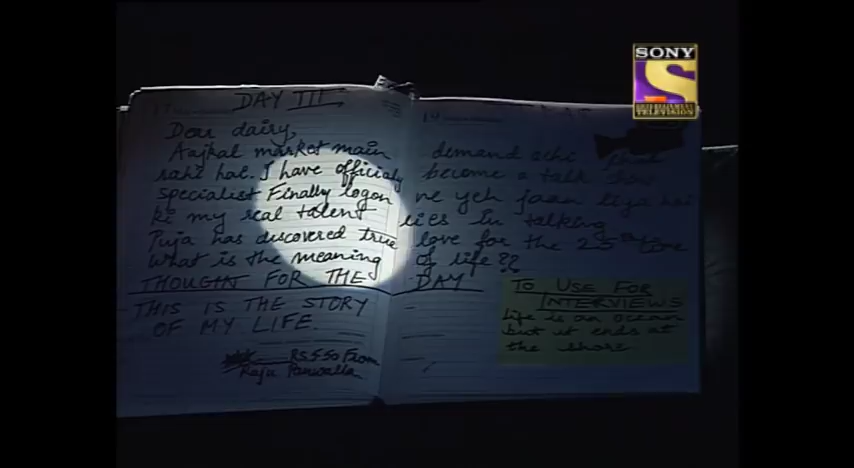 SONY
ENTERTAINMENT
TELEVISION
DAY III
Dear dairy,
Aajkal market main demand achi
rahi hai. I have officialy become a talk show
specialist Finally logon ne yeh jaan liya hai
ki my real talent lies in talking
Puja has discovered true love for the 25th time
What is the meaning of life??
THOUGHT FOR THE DAY
THIS IS THE STORY
OF MY LIFE.
RS.550 From
Raju Panwalla
TO USE FOR
INTERVIEWS
Life is an ocean
but it ends at
the shore